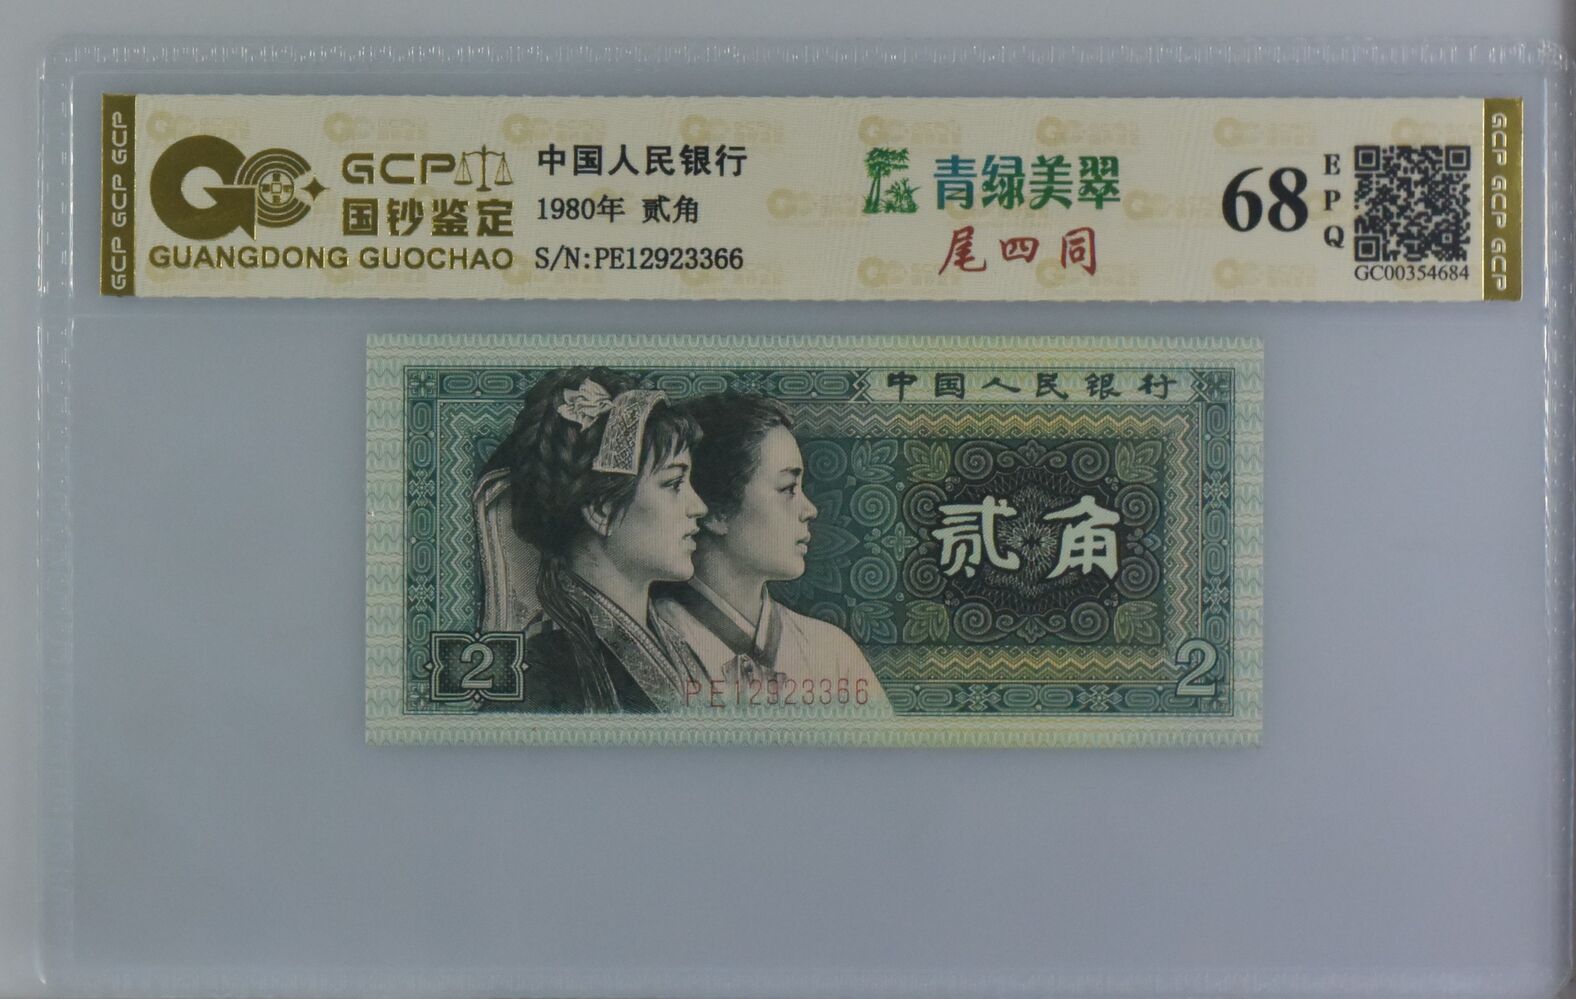 GCP GCP GCP
GCP
国钞鉴定
GUANGDONG GUOCHAO
中国人民银行
1980年 贰角
S/N:PE12923366
青绿美翠
尾四同
68
EPQ
GC00354684
GCP GCP GCP
中国人民银行
贰角
2
2
PE12923366